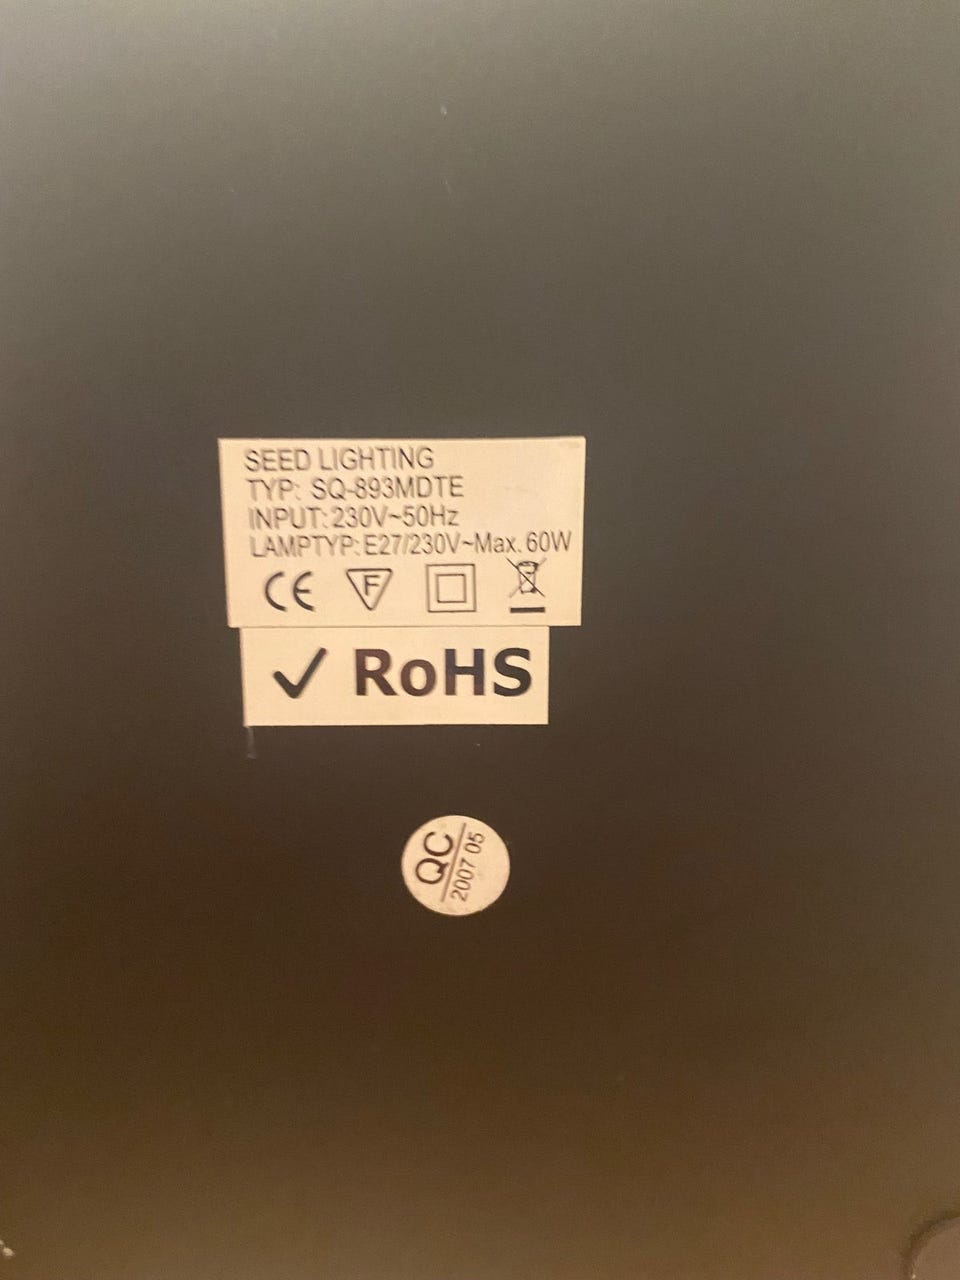 SEED LIGHTING
TYP: SQ-893MDTE
INPUT: 230V~50Hz
LAMPTYP: E27/230V~Max. 60W
CE F
✓ RoHS
QC
2007 05